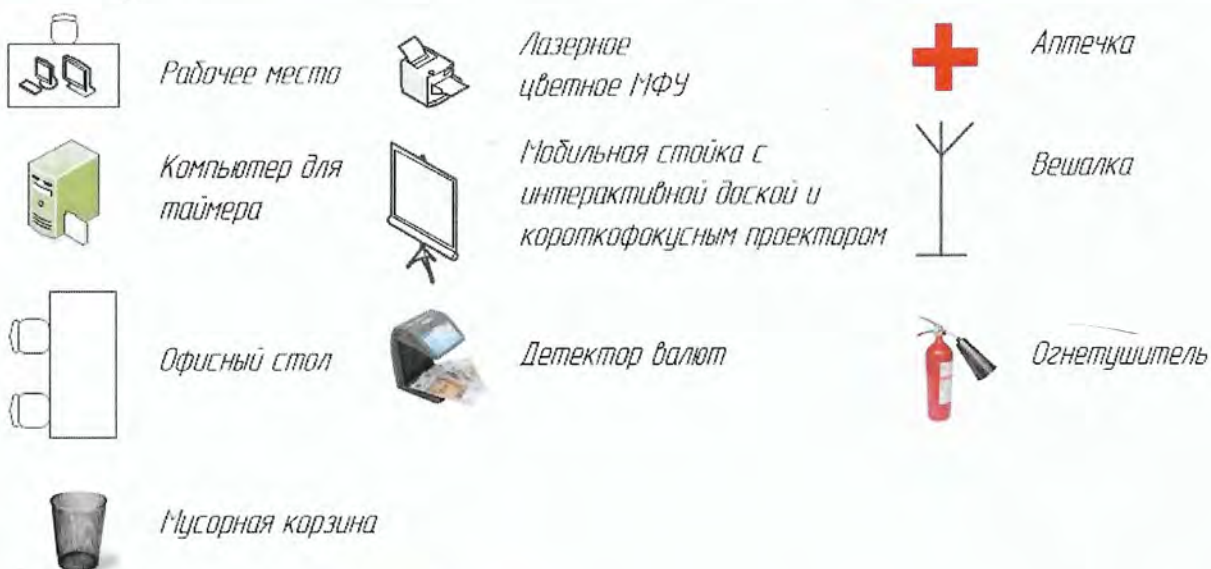 Рабочее место
Лазерное
цветное МФУ
Аптечка
Компьютер для
таймера
Мобильная стойка с
интерактивной доской и
короткофокусным проектором
Вешалка
Офисный стол
Детектор валют
Огнетушитель
Мусорная корзина